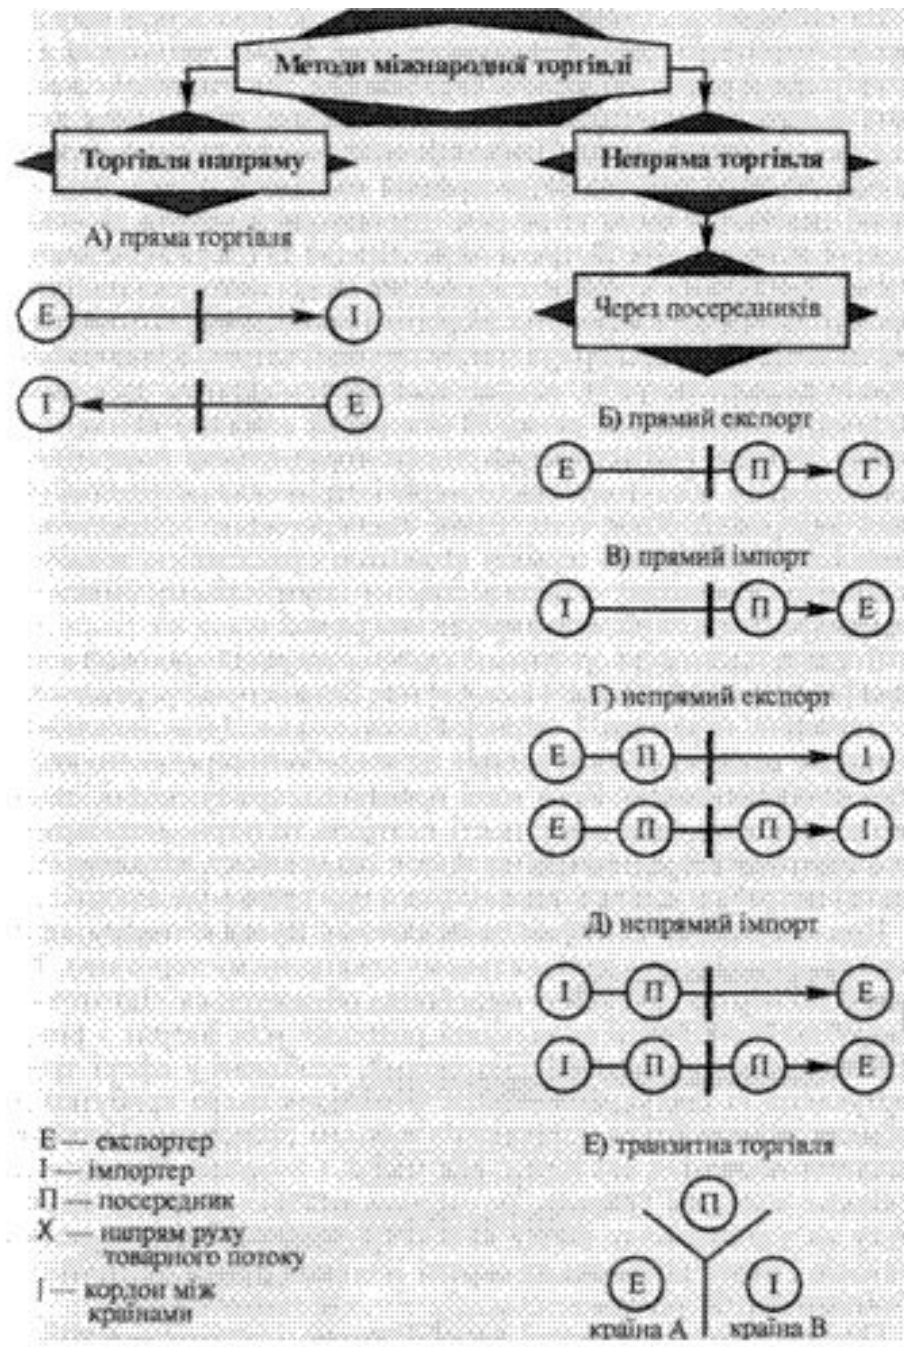 Методи міжнародної торгівлі
Торгівля напряму
Непряма торгівля
А) пряма торгівля
Через посередників
Е І
І Е
Б) прямий експорт
Е П Г
В) прямий імпорт
І П Е
Г) непрямий експорт
Е П І
Е П П І
Д) непрямий імпорт
І П Е
І П П Е
Е — експортер
І — імпортер
П — посередник
Х — напрям руху
товарного потоку
| — кордон між
країнами
Е) транзитна торгівля
П
Е І
країна А країна В